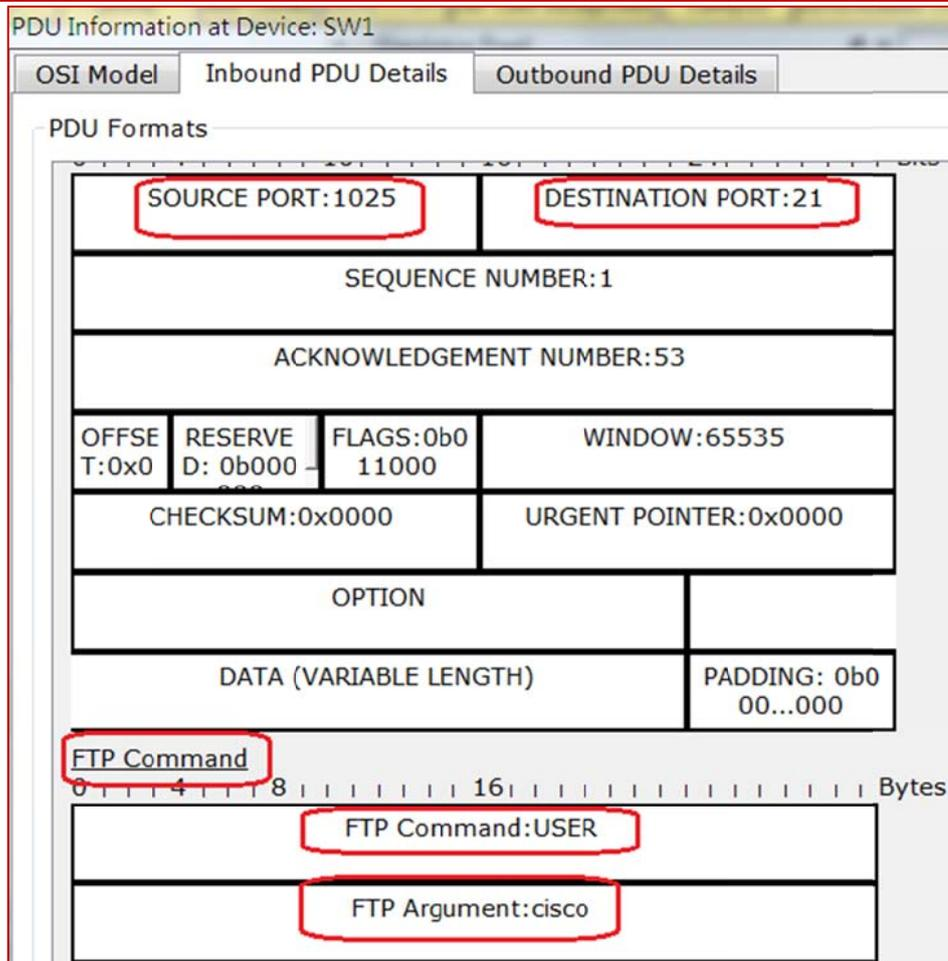 PDU Information at Device: SW1
OSI Model Inbound PDU Details Outbound PDU Details
PDU Formats
SOURCE PORT:1025 DESTINATION PORT:21
SEQUENCE NUMBER:1
ACKNOWLEDGEMENT NUMBER:53
OFFSE RESERVE FLAGS:0b0 WINDOW:65535
T:0x0 D: 0b000 11000
CHECKSUM:0x0000 URGENT POINTER:0x0000
OPTION
DATA (VARIABLE LENGTH) PADDING: 0b0
00...000
FTP Command
0 4 8 16 Bytes
FTP Command:USER
FTP Argument:cisco